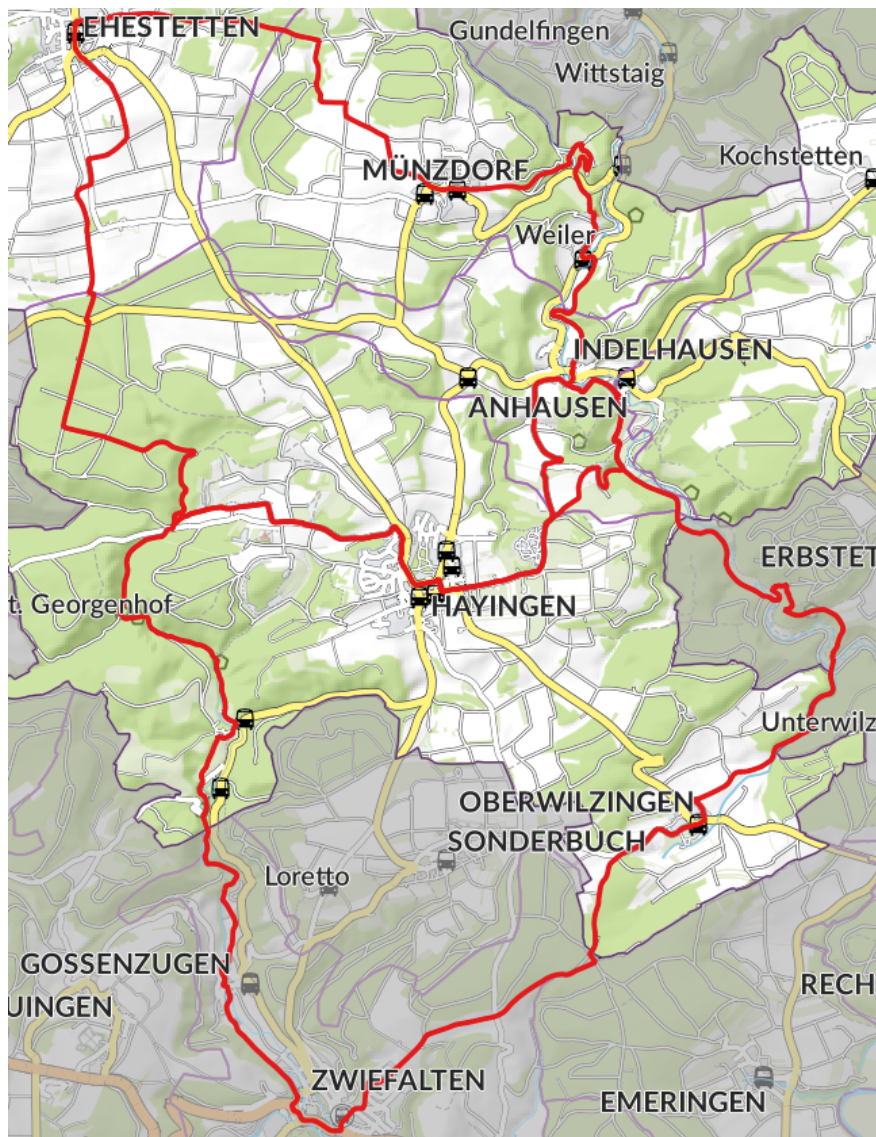 EHESTETTEN
Gundelfingen
Wittstaig
Kochstetten
MÜNZDORF
Weiler
INDELHAUSEN
ANHAUSEN
ERBSTET
t. Georgenhof
HAYINGEN
Unterwilz
OBERWILZINGEN
SONDERBUCH
Loretto
GOSSENZUGEN
RECH
UINGEN
ZWIEFALTEN
EMERINGEN